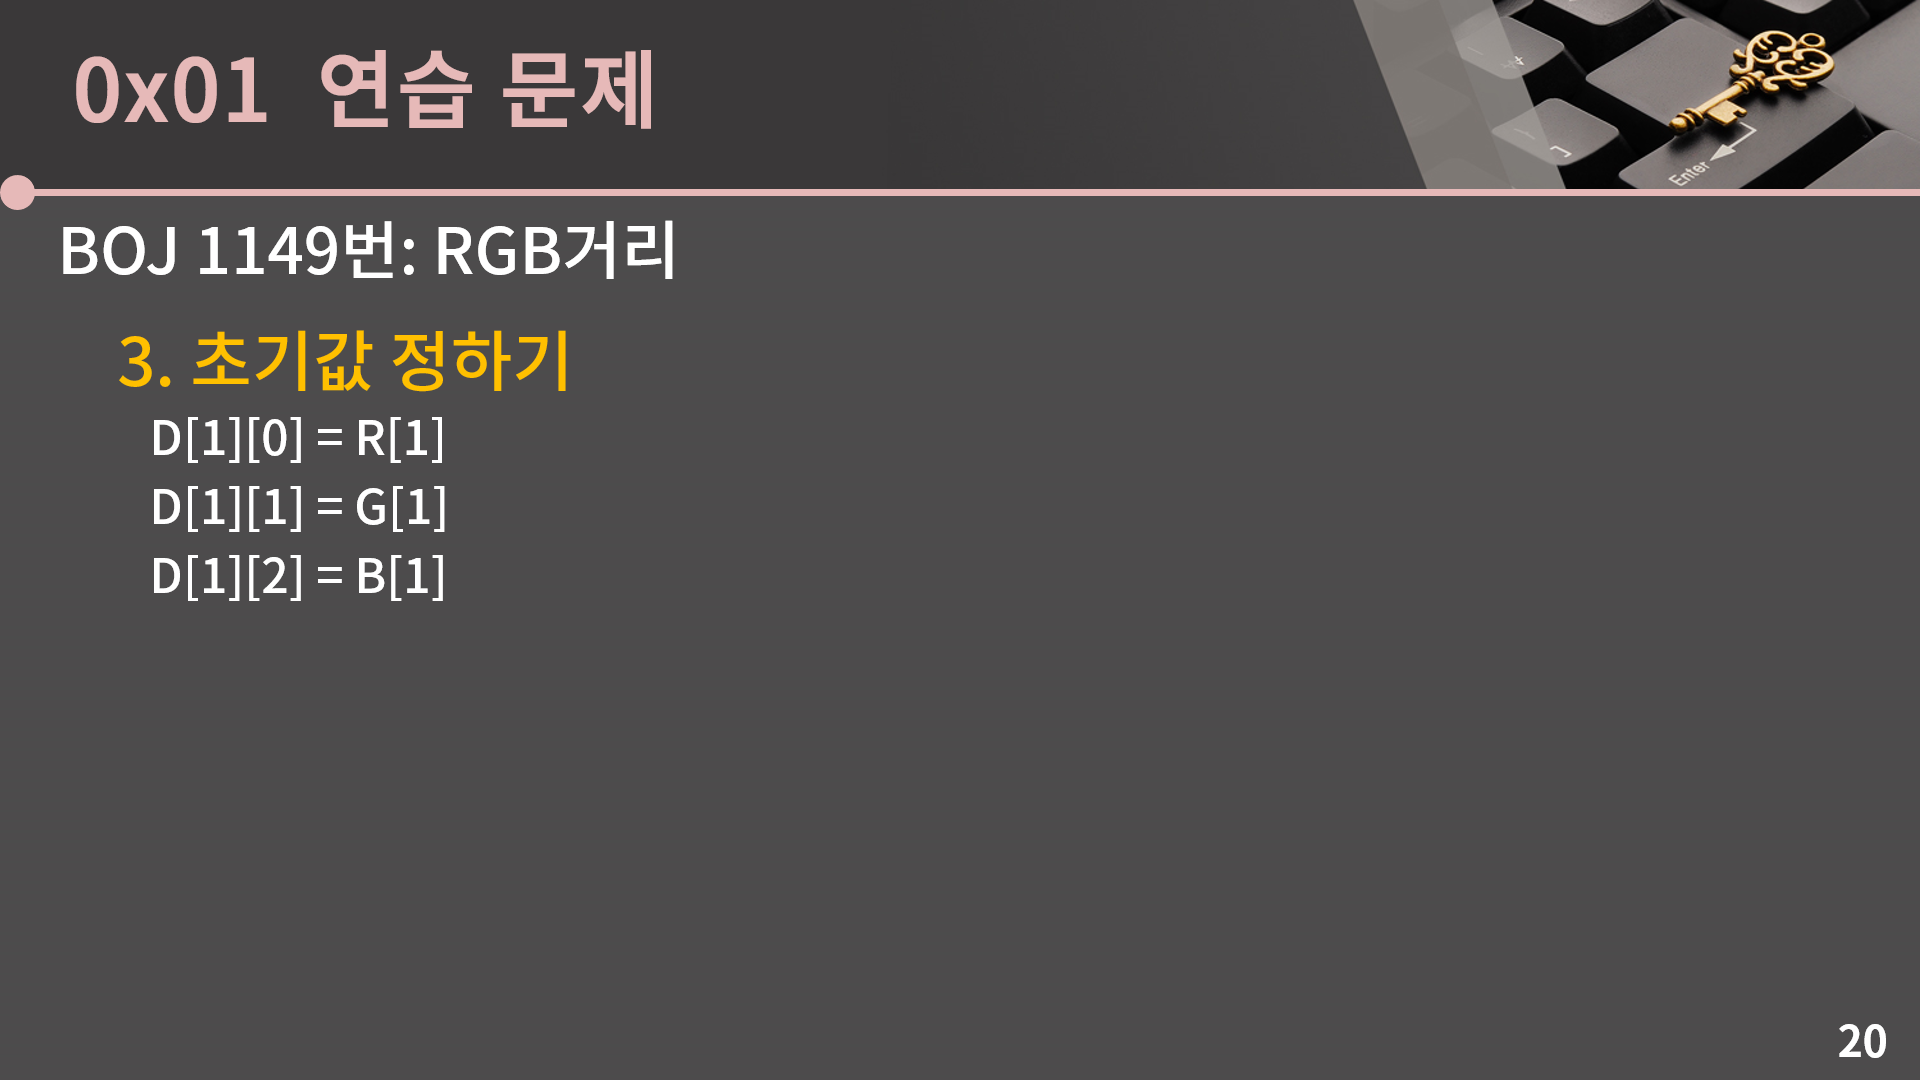 0x01 연습 문제
BOJ 1149번: RGB거리
3. 초기값 정하기
D[1][0] = R[1]
D[1][1] = G[1]
D[1][2] = B[1]
Enter
20